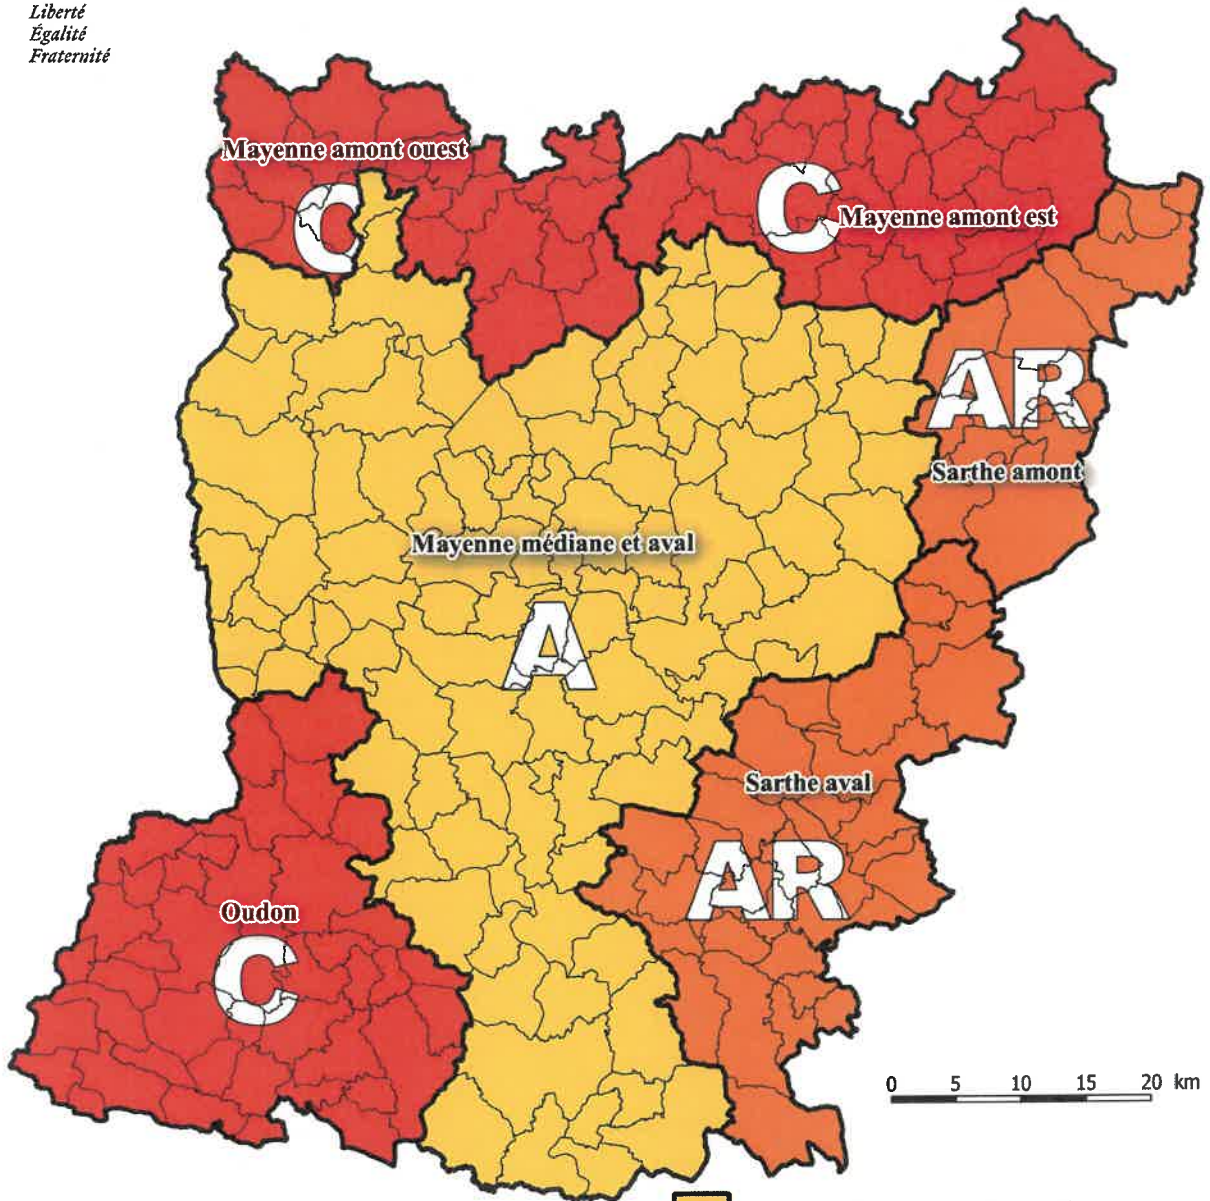 Liberté
Égalité
Fraternité
Mayenne amont ouest
C
C
Mayenne amont est
AR
Sarthe amont
Mayenne médiane et aval
A
Sarthe aval
AR
Oudon
C
0 5 10 15 20 km